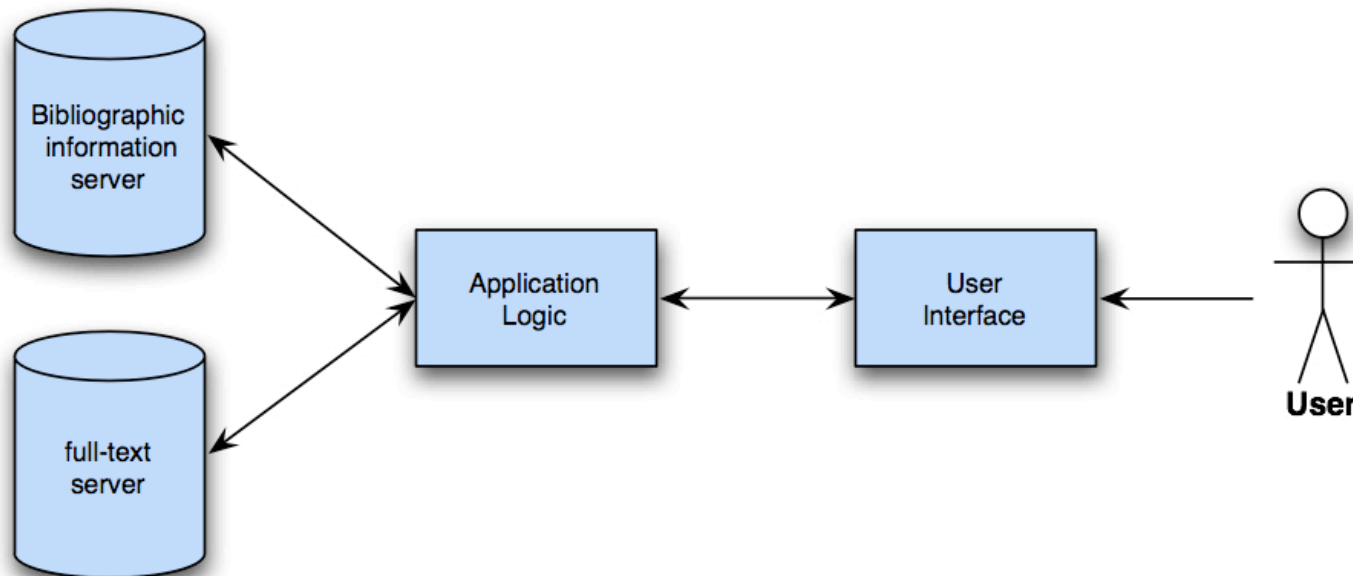 Bibliographic
information
server
full-text
server
Application
Logic
User
Interface
User